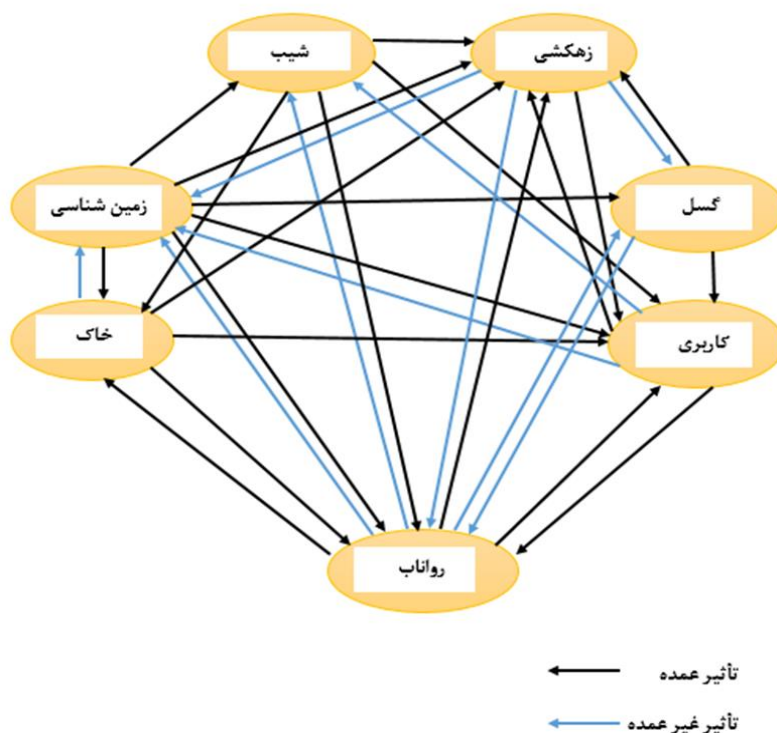 زهکشی
شیب
گسل
زمین شناسی
کاربری
خاک
رواناب
تأثیر عمده
تأثیر غیر عمده